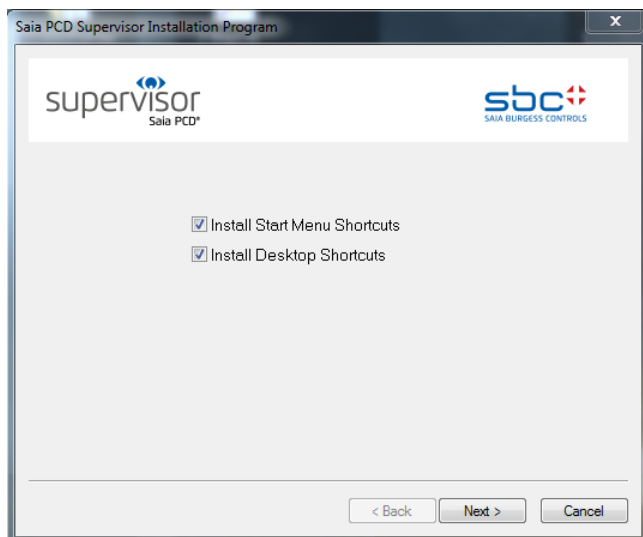 Saia PCD Supervisor Installation Program
supervisor
Saia PCD®
sbc
SAIA BURGESS CONTROLS
Install Start Menu Shortcuts
Install Desktop Shortcuts
< Back Next > Cancel